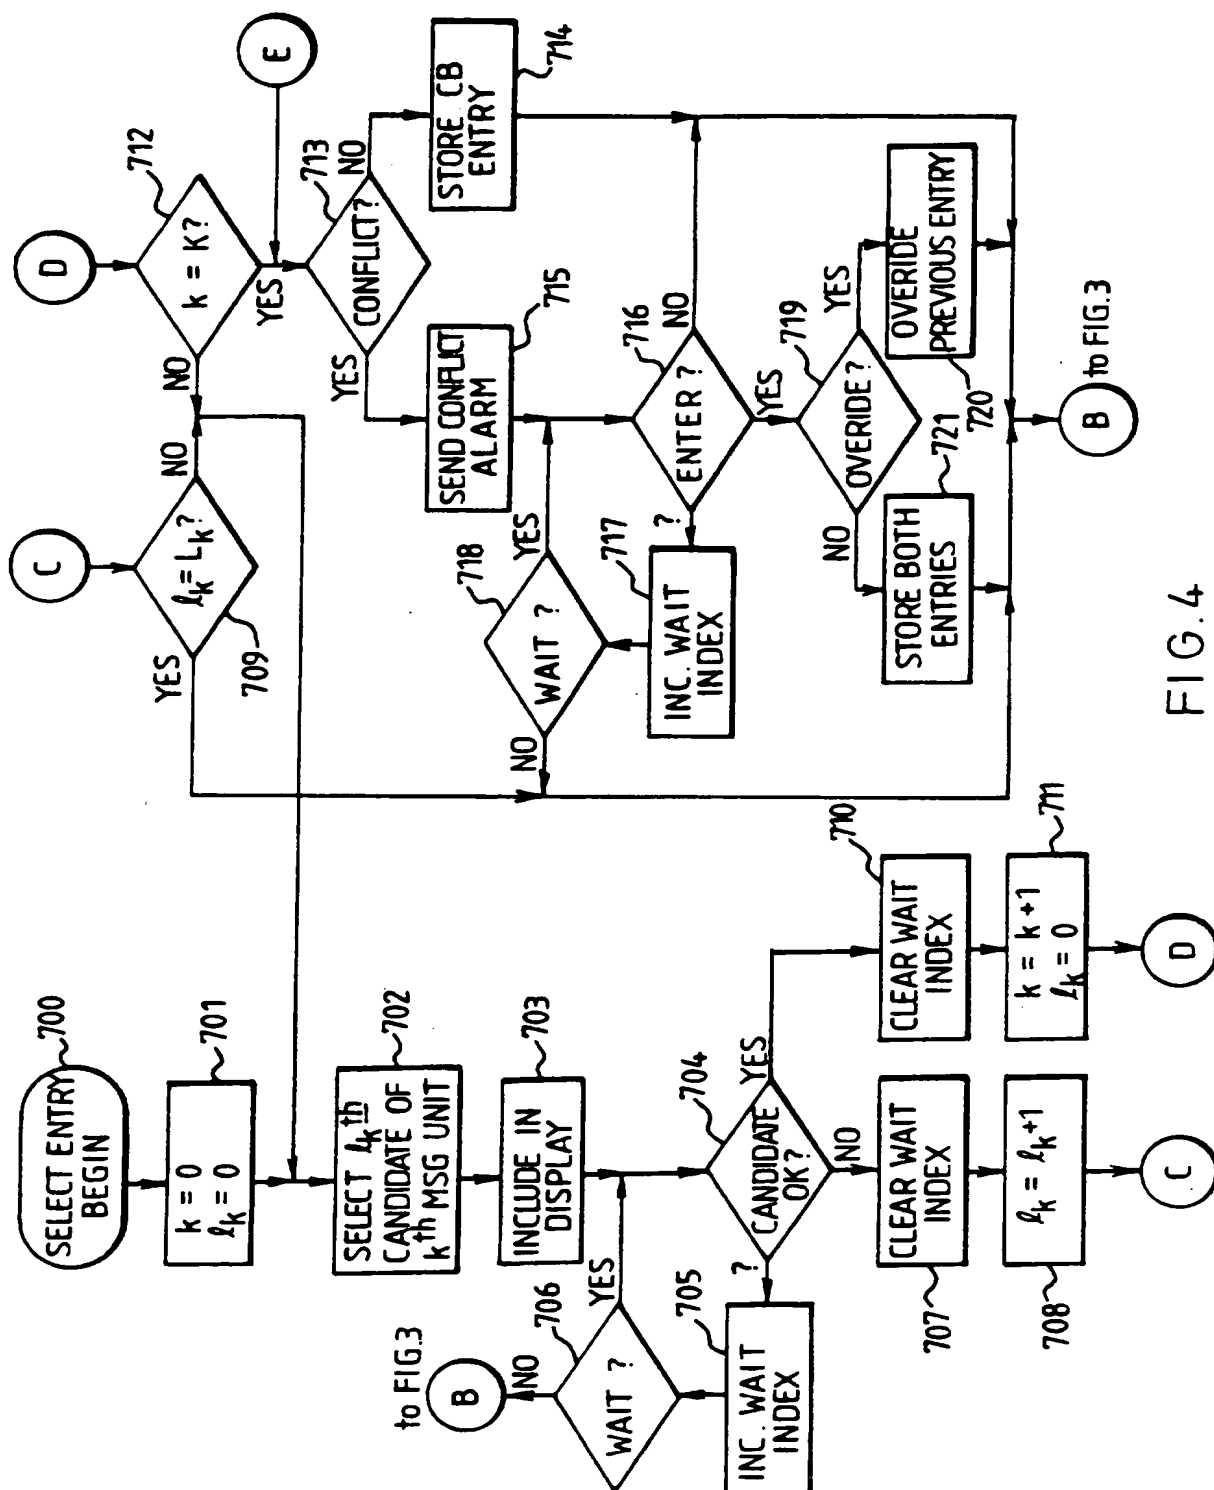 SELECT ENTRY
BEGIN
700
k = 0
ℓk = 0
701
SELECT ℓk th
CANDIDATE OF
k th MSG UNIT
702
INCLUDE IN
DISPLAY
703
CANDIDATE
OK?
704
YES
NO
?
INC. WAIT
INDEX
705
WAIT ?
706
YES
NO
B
to FIG.3
CLEAR WAIT
INDEX
707
ℓk = ℓk+1
708
C
CLEAR WAIT
INDEX
710
k = k+1
ℓk = 0
711
D
C
ℓk = Lk?
709
YES
NO
D
k = K?
712
NO
YES
E
CONFLICT?
713
NO
YES
STORE CB
ENTRY
714
SEND CONFLICT
ALARM
715
ENTER ?
716
NO
YES
?
INC. WAIT
INDEX
717
WAIT ?
718
YES
NO
OVERRIDE?
719
YES
NO
OVERRIDE
PREVIOUS ENTRY
720
STORE BOTH
ENTRIES
721
B
to FIG.3
FIG.4